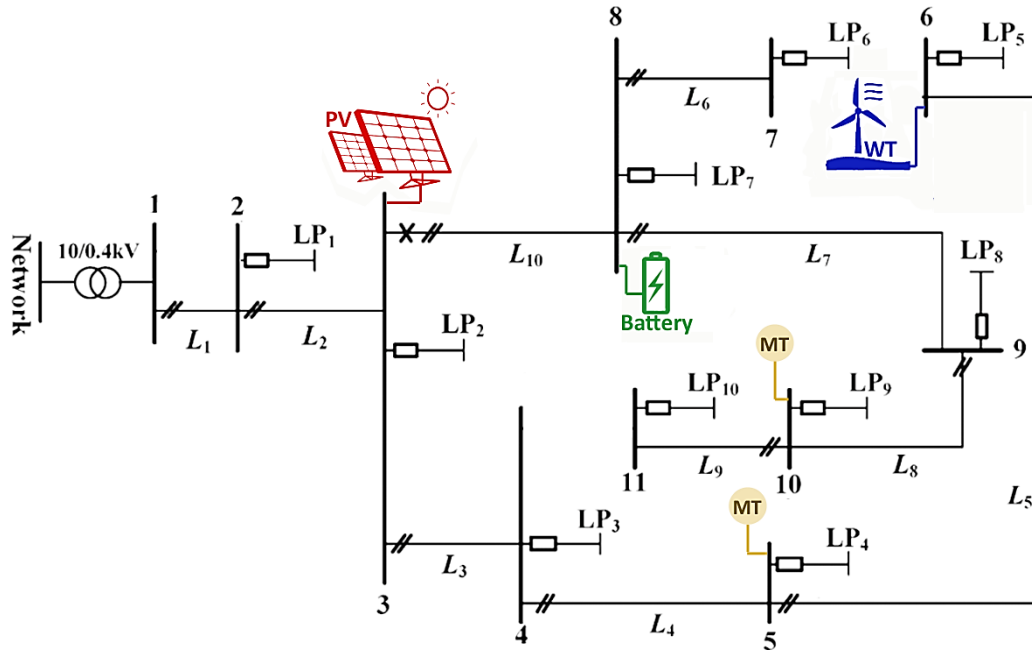 8
LP6
6
LP5
PV
L6
7
WT
LP7
1
2
Network
10/0.4kV
LP1
L10
L7
LP8
L1
L2
LP2
Battery
MT
9
LP10
LP9
L9
L8
11
10
MT
L5
LP3
LP4
L3
3
4
L4
5